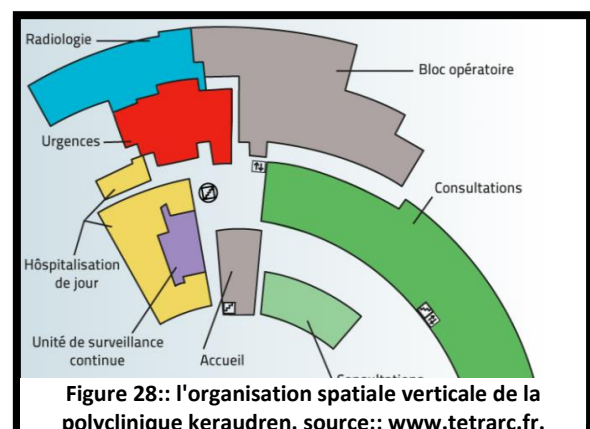 Radiologie
Bloc opératoire
Urgences
Consultations
Hôspitalisation
de jour
Unité de surveillance
continue
Accueil
Consultations
Figure 28:: l'organisation spatiale verticale de la
polyclinique keraudren. source:: www.tetrarc.fr.